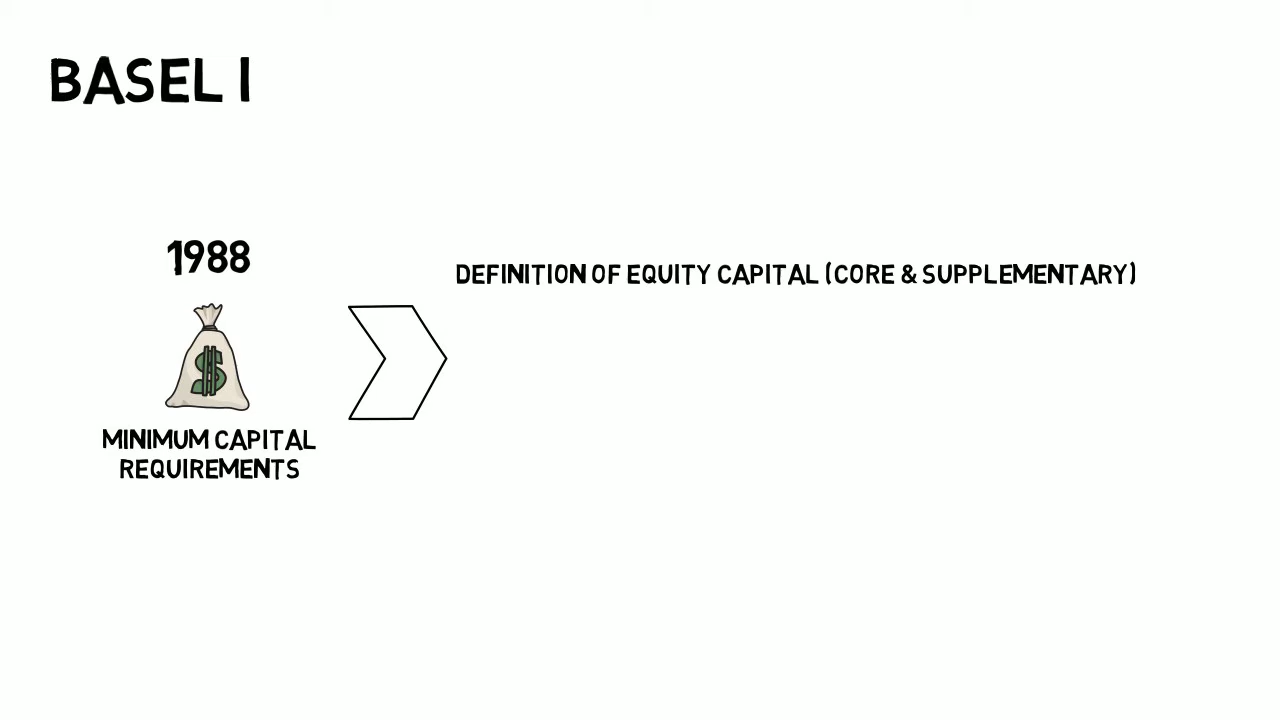 BASEL I
1988
DEFINITION OF EQUITY CAPITAL (CORE & SUPPLEMENTARY)
$
MINIMUM CAPITAL
REQUIREMENTS